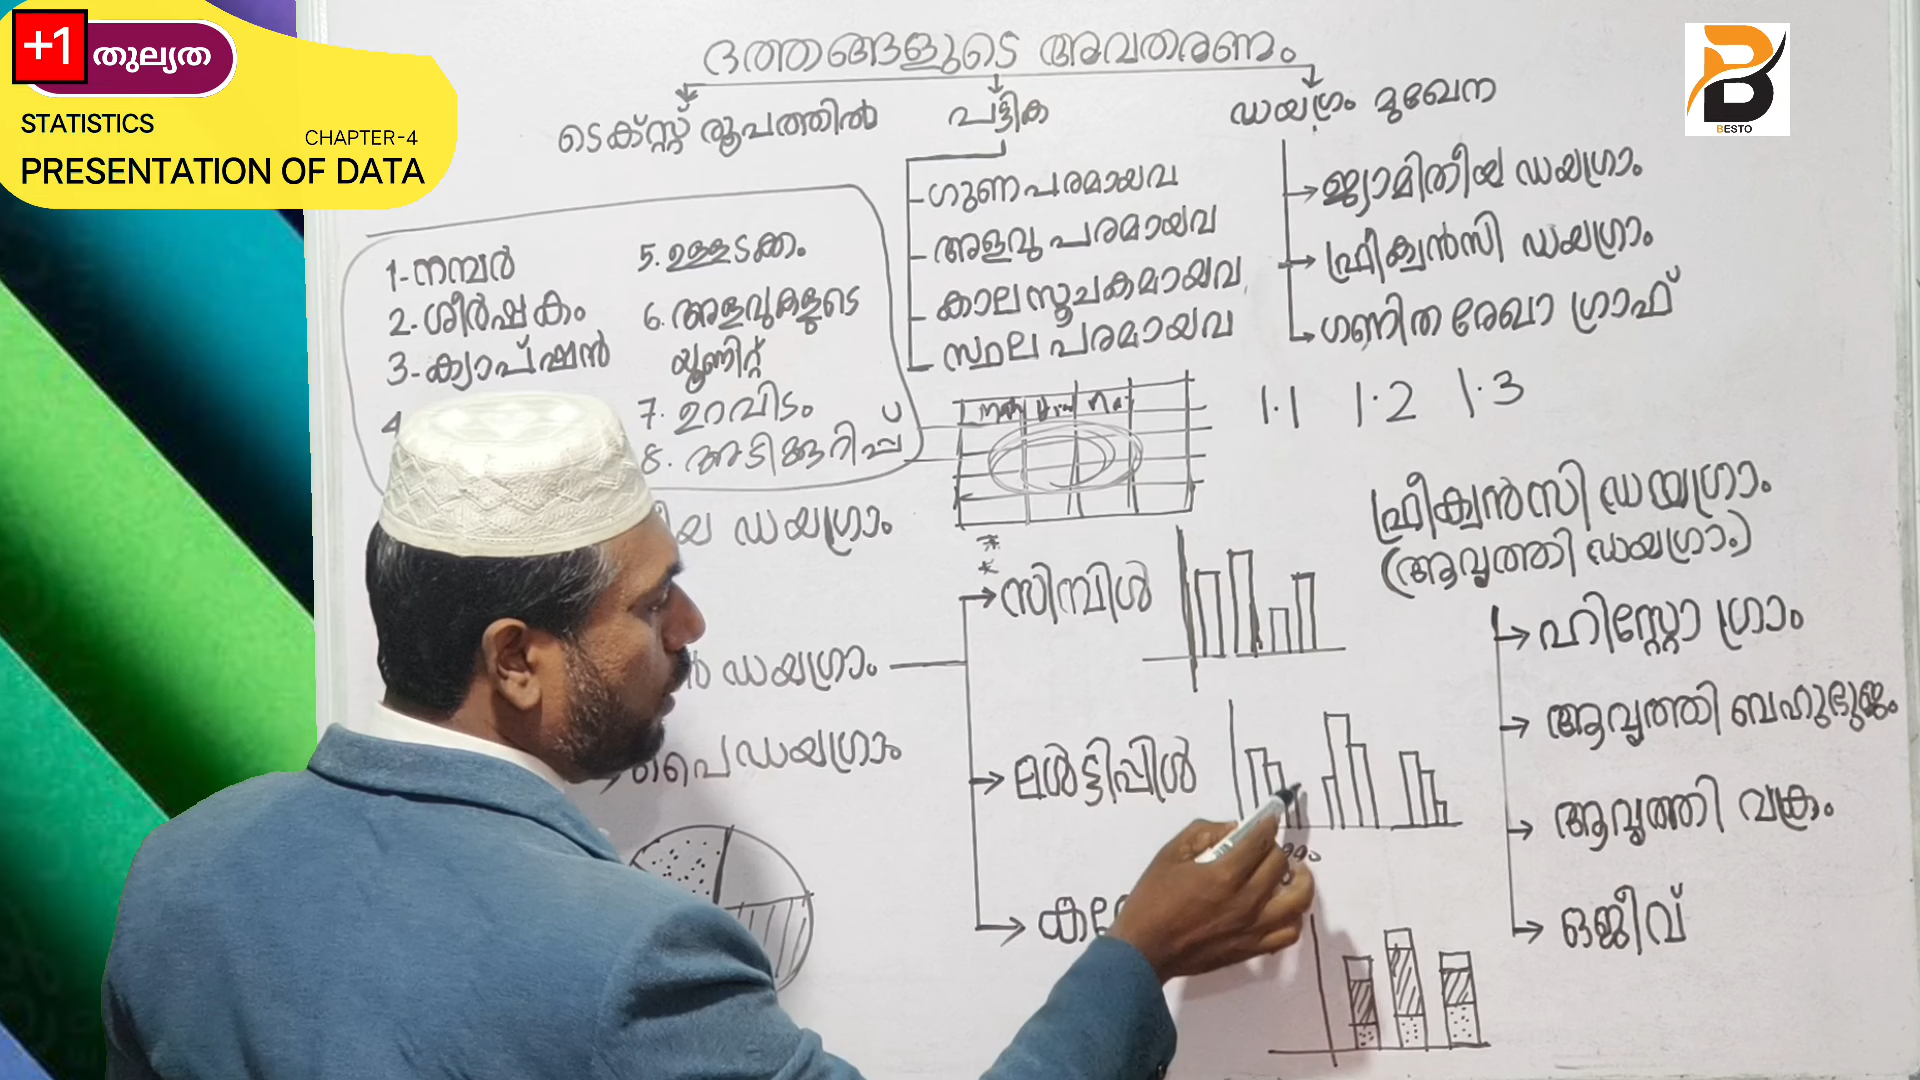 +1 തുല്യത
STATISTICS
CHAPTER-4
PRESENTATION OF DATA
BESTO
ദത്തങ്ങളുടെ അവതരണം
ടെക്സ്റ്റ് രൂപത്തിൽ
പട്ടിക
ഡയഗ്രം മുഖേന
ഗുണപരമായവ
അളവുപരമായവ
കാലസൂചകമായവ
സ്ഥലപരമായവ
ജ്യാമിതീയ ഡയഗ്രാം
ഫ്രീക്വൻസി ഡയഗ്രാം
ഗണിത രേഖാ ഗ്രാഫ്
1-നമ്പർ
2-ശീർഷകം
3-ക്യാപ്ഷൻ
4
5. ഉള്ളടക്കം
6. അളവുകളുടെ
യൂണിറ്റ്
7. ഉറവിടം
8. അടിക്കുറിപ്പ്
1.1 1.2 1.3
ഡയഗ്രാം
ഡയഗ്രാം
പൈഡയഗ്രാം
സിമ്പിൾ
മൾട്ടിപ്പിൾ
ഫ്രീക്വൻസി ഡയഗ്രാം
(ആവൃത്തി ഡയഗ്രാം)
ഹിസ്റ്റോഗ്രാം
ആവൃത്തി ബഹുഭുജം
ആവൃത്തി വക്രം
ഒജീവ്